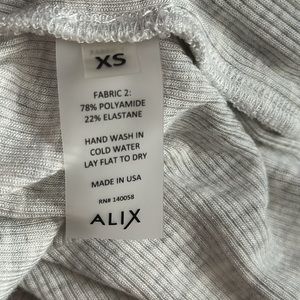 XS
FABRIC 2:
78% POLYAMIDE
22% ELASTANE
HAND WASH IN
COLD WATER
LAY FLAT TO DRY
MADE IN USA
RN# 140058
ALIX